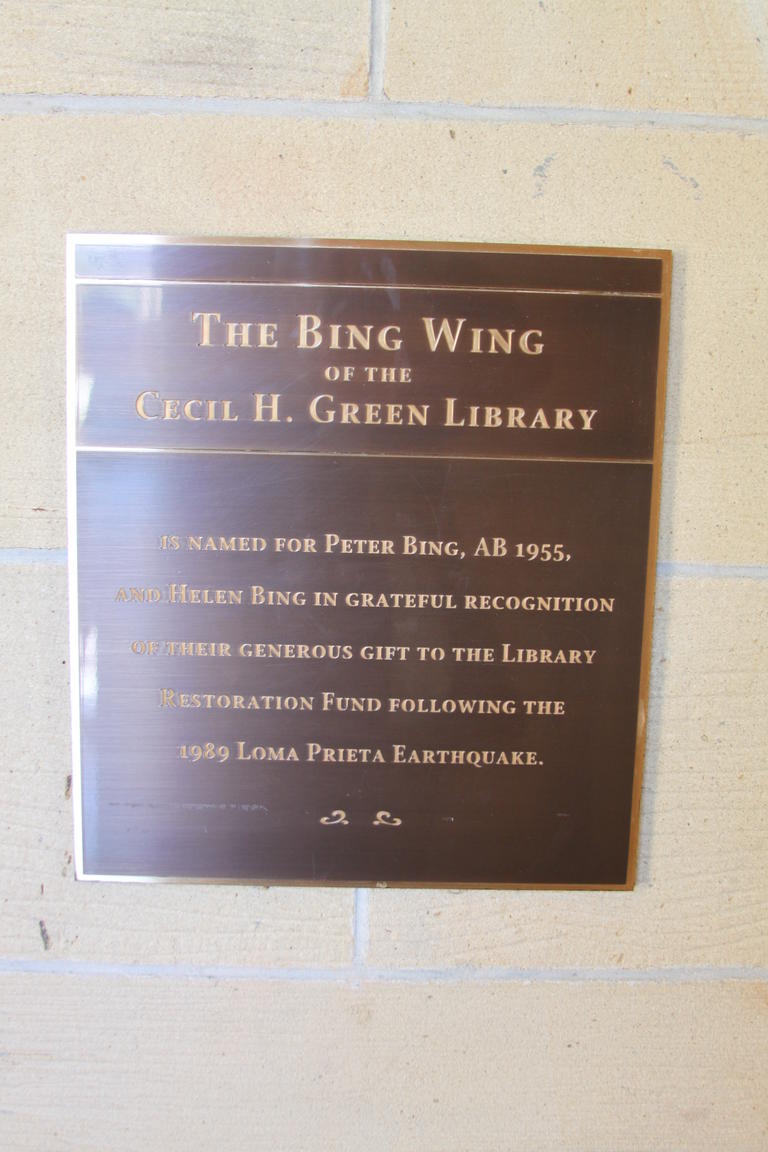 The Bing Wing
of the
Cecil H. Green Library
is named for Peter Bing, AB 1955,
and Helen Bing in grateful recognition
of their generous gift to the Library
Restoration Fund following the
1989 Loma Prieta Earthquake.